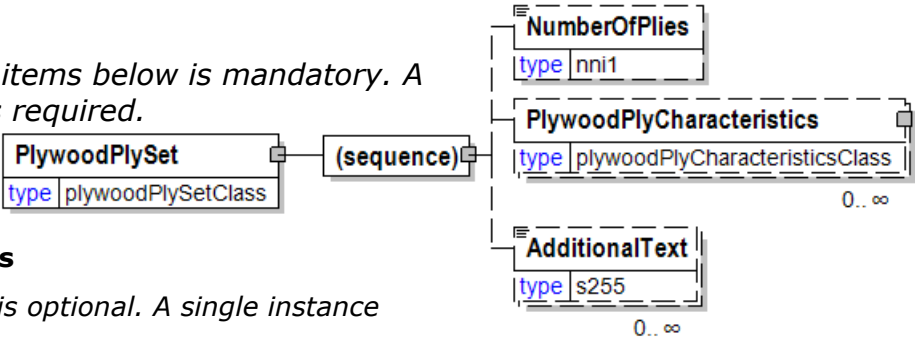 NumberOfPlies
type nni1
items below is mandatory. A
required.
PlywoodPlySet
type plywoodPlySetClass
(sequence)
PlywoodPlyCharacteristics
type plywoodPlyCharacteristicsClass
0.. ∞
AdditionalText
type s255
0.. ∞
s
is optional. A single instance